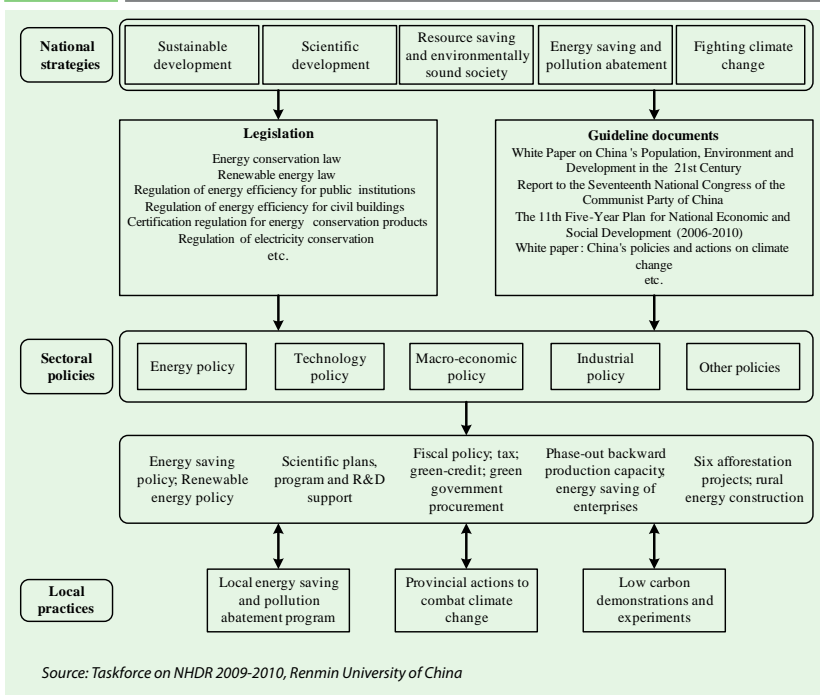 National
strategies
Sustainable
development
Scientific
development
Resource saving
and environmentally
sound society
Energy saving and
pollution abatement
Fighting climate
change
Legislation
Energy conservation law
Renewable energy law
Regulation of energy efficiency for public institutions
Regulation of energy efficiency for civil buildings
Certification regulation for energy conservation products
Regulation of electricity conservation
etc.
Guideline documents
White Paper on China's Population, Environment and
Development in the 21st Century
Report to the Seventeenth National Congress of the
Communist Party of China
The 11th Five-Year Plan for National Economic and
Social Development (2006-2010)
White paper: China's policies and actions on climate
change
etc.
Sectoral
policies
Energy policy
Technology
policy
Macro-economic
policy
Industrial
policy
Other policies
Energy saving
policy; Renewable
energy policy
Scientific plans,
program and R&D
support
Fiscal policy; tax;
green-credit; green
government
procurement
Phase-out backward
production capacity,
energy saving of
enterprises
Six afforestation
projects; rural
energy construction
Local
practices
Local energy saving
and pollution
abatement program
Provincial actions to
combat climate
change
Low carbon
demonstrations and
experiments
Source: Taskforce on NHDR 2009-2010, Renmin University of China